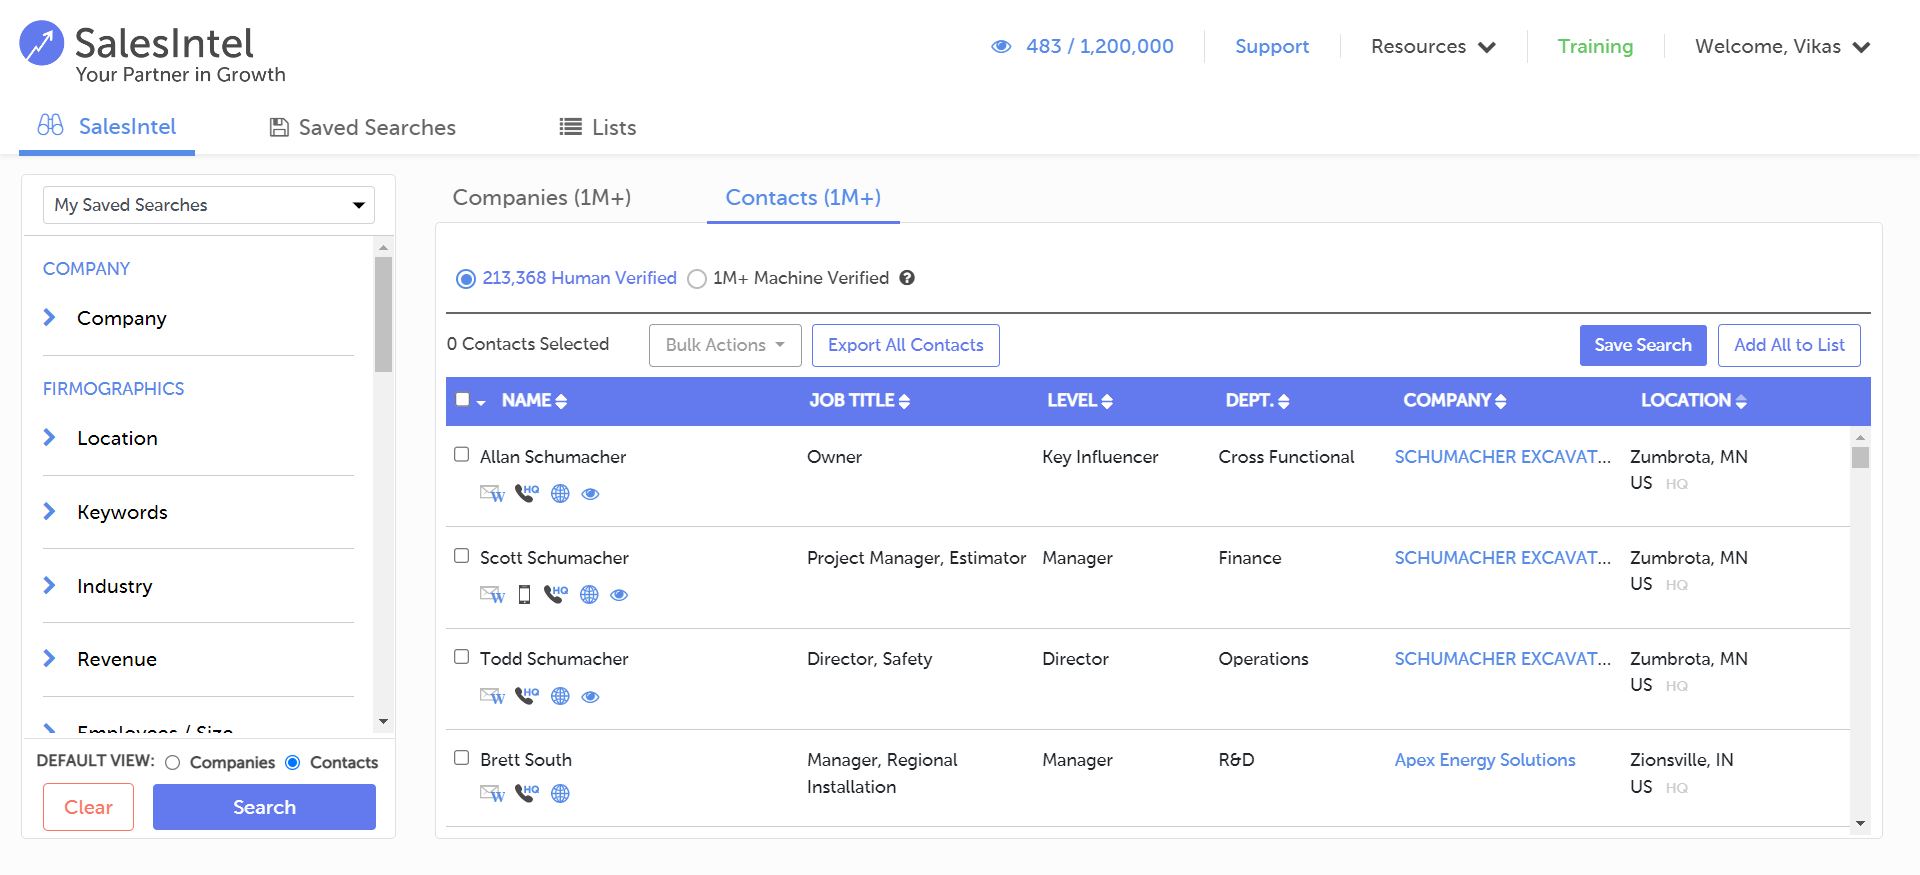 SalesIntel
Your Partner in Growth
483 / 1,200,000
Support
Resources
Training
Welcome, Vikas
SalesIntel
Saved Searches
Lists
My Saved Searches
COMPANY
Company
FIRMOGRAPHICS
Location
Keywords
Industry
Revenue
Employees / Size
DEFAULT VIEW: Companies Contacts
Clear
Search
Companies (1M+)
Contacts (1M+)
213,368 Human Verified 1M+ Machine Verified ?
0 Contacts Selected
Bulk Actions
Export All Contacts
Save Search
Add All to List
NAME JOB TITLE LEVEL DEPT. COMPANY LOCATION
Allan Schumacher Owner Key Influencer Cross Functional SCHUMACHER EXCAVAT... Zumbrota, MN
W HQ US HQ
Scott Schumacher Project Manager, Estimator Manager Finance SCHUMACHER EXCAVAT... Zumbrota, MN
W HQ US HQ
Todd Schumacher Director, Safety Director Operations SCHUMACHER EXCAVAT... Zumbrota, MN
W HQ US HQ
Brett South Manager, Regional Manager R&D Apex Energy Solutions Zionsville, IN
W HQ Installation US HQ